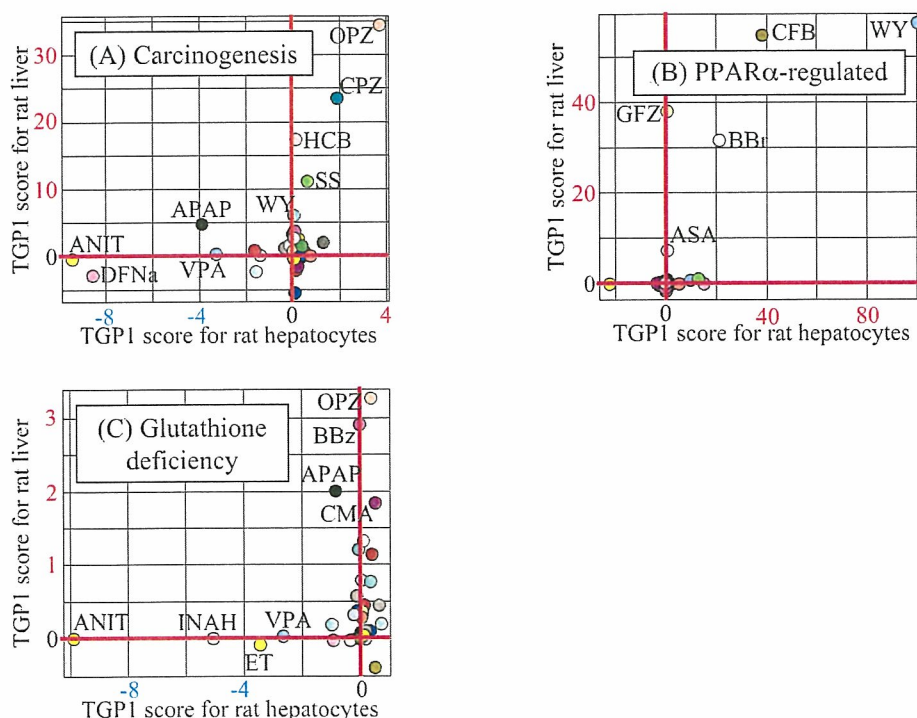 (A) Carcinogenesis
TGP1 score for rat liver
30
20
10
0
OPZ
CPZ
HCB
SS
WY
APAP
ANIT
VPA
DFNa
-8
-4
0
4
TGP1 score for rat hepatocytes
(B) PPARα-regulated
TGP1 score for rat liver
40
20
0
CFB
WY
GFZ
BBr
ASA
0
40
80
TGP1 score for rat hepatocytes
(C) Glutathione
deficiency
TGP1 score for rat liver
3
2
1
0
OPZ
BBz
APAP
CMA
ANIT
INAH
VPA
ET
-8
-4
0
TGP1 score for rat hepatocytes